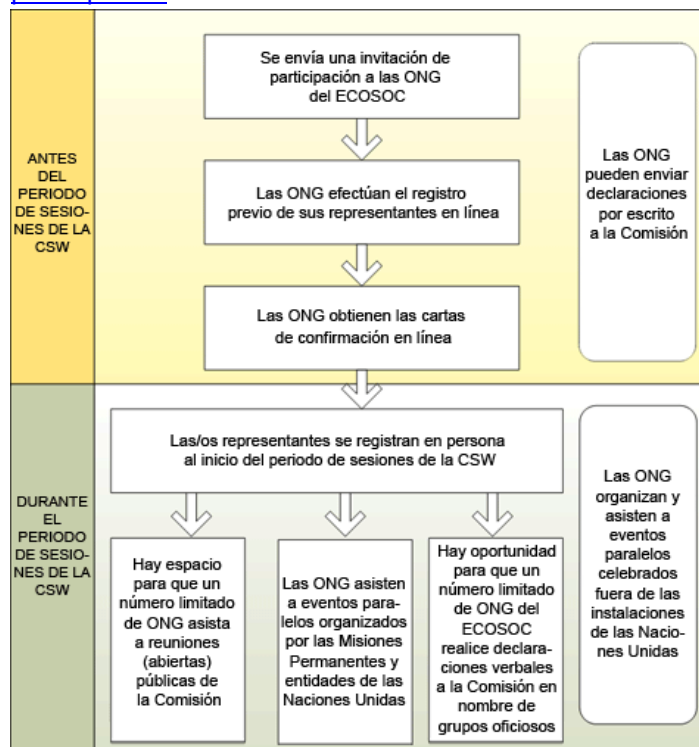 ANTES
DEL
PERIODO
DE SESIO-
NES DE LA
CSW
Se envía una invitación de
participación a las ONG
del ECOSOC
Las ONG efectúan el registro
previo de sus representantes en línea
Las ONG obtienen las cartas
de confirmación en línea
Las ONG
pueden enviar
declaraciones
por escrito
a la Comisión
DURANTE
EL
PERIODO
DE SESIO-
NES DE LA
CSW
Las/os representantes se registran en persona
al inicio del periodo de sesiones de la CSW
Hay espacio
para que un
número limitado
de ONG asista
a reuniones
(abiertas)
públicas de
la Comisión
Las ONG asisten
a eventos para-
lelos organizados
por las Misiones
Permanentes y
entidades de las
Naciones Unidas
Hay oportunidad
para que un
número limitado
de ONG del
ECOSOC
realice declara-
ciones verbales
a la Comisión en
nombre de
grupos oficiosos
Las ONG
organizan y
asisten a
eventos
paralelos
celebrados
fuera de las
instalaciones
de las Naciones
Unidas